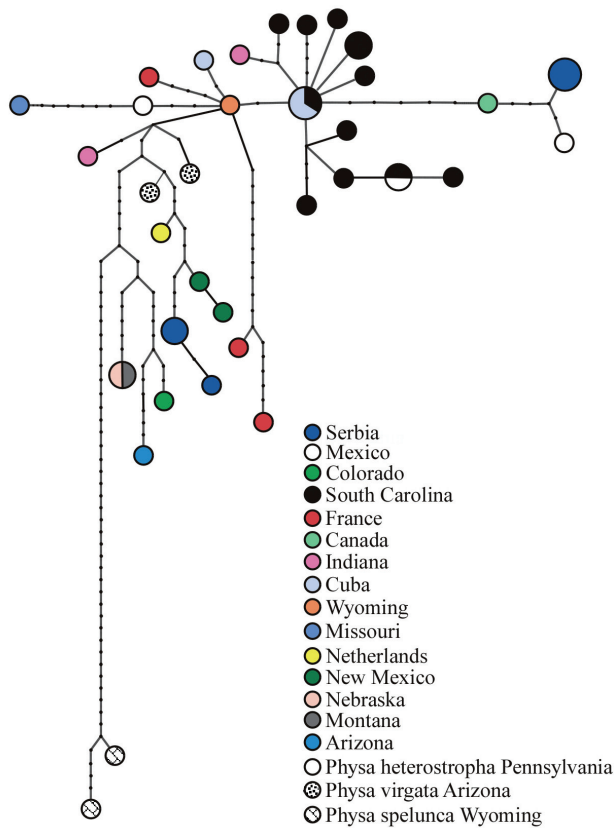 Serbia
Mexico
Colorado
South Carolina
France
Canada
Indiana
Cuba
Wyoming
Missouri
Netherlands
New Mexico
Nebraska
Montana
Arizona
Physa heterostropha Pennsylvania
Physa virgata Arizona
Physa spelunca Wyoming